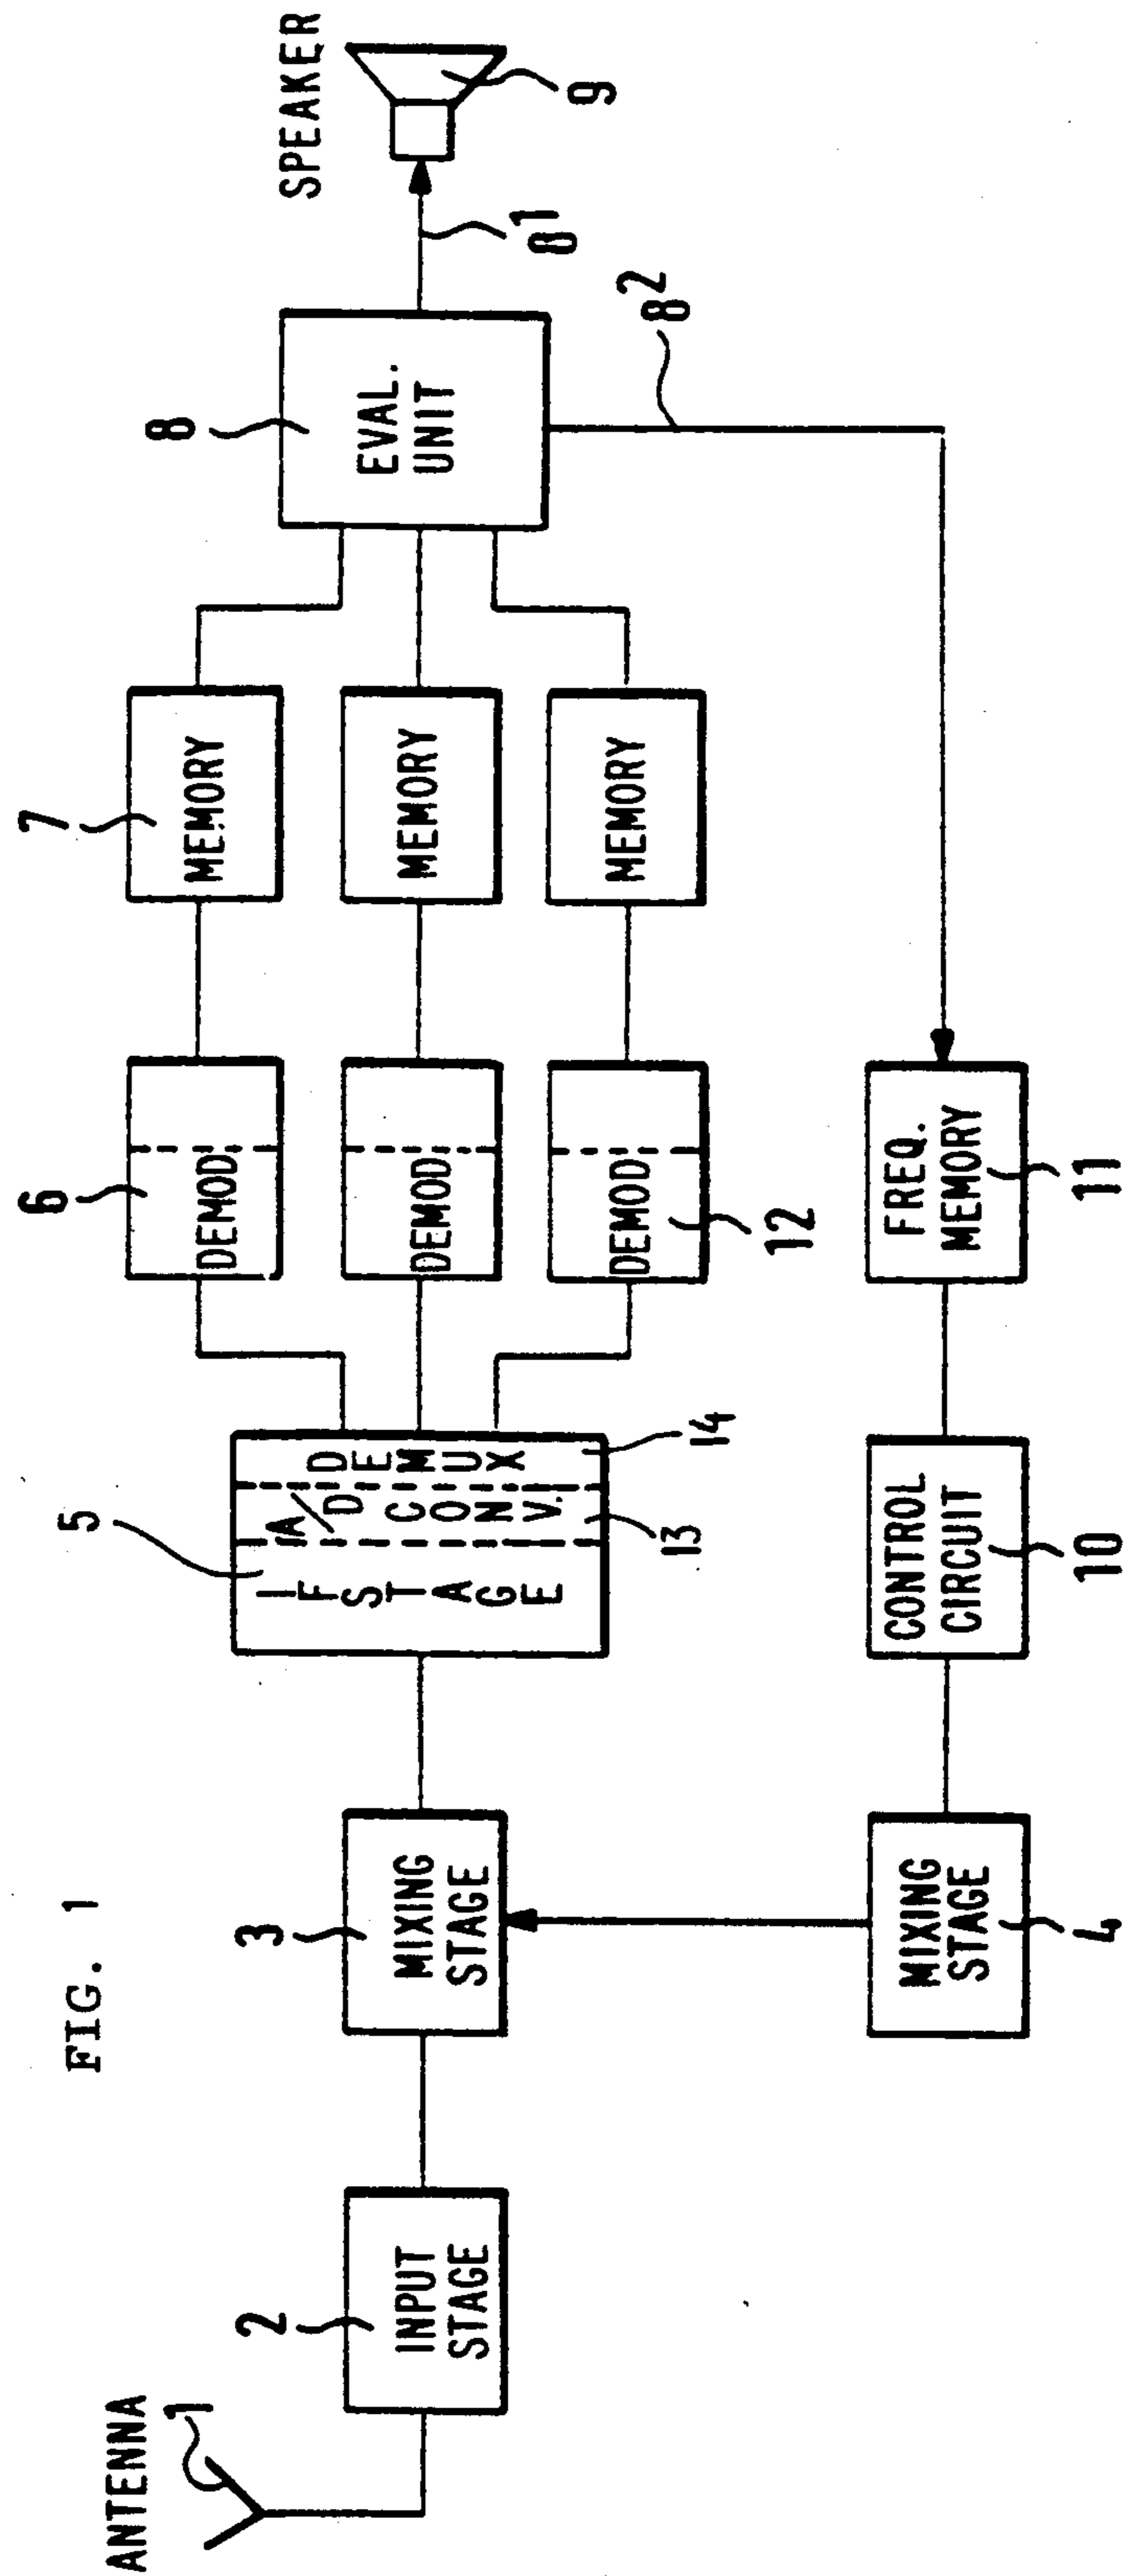 FIG. 1
ANTENNA
1
2
INPUT
STAGE
3
MIXING
STAGE
5
IF STAGE
A/D CONV.
13
DEMUX
14
6
DEMOD
DEMOD
DEMOD
12
7
MEMORY
MEMORY
MEMORY
8
EVAL.
UNIT
8¹
8²
SPEAKER
9
MIXING
STAGE
4
CONTROL
CIRCUIT
10
FREQ.
MEMORY
11